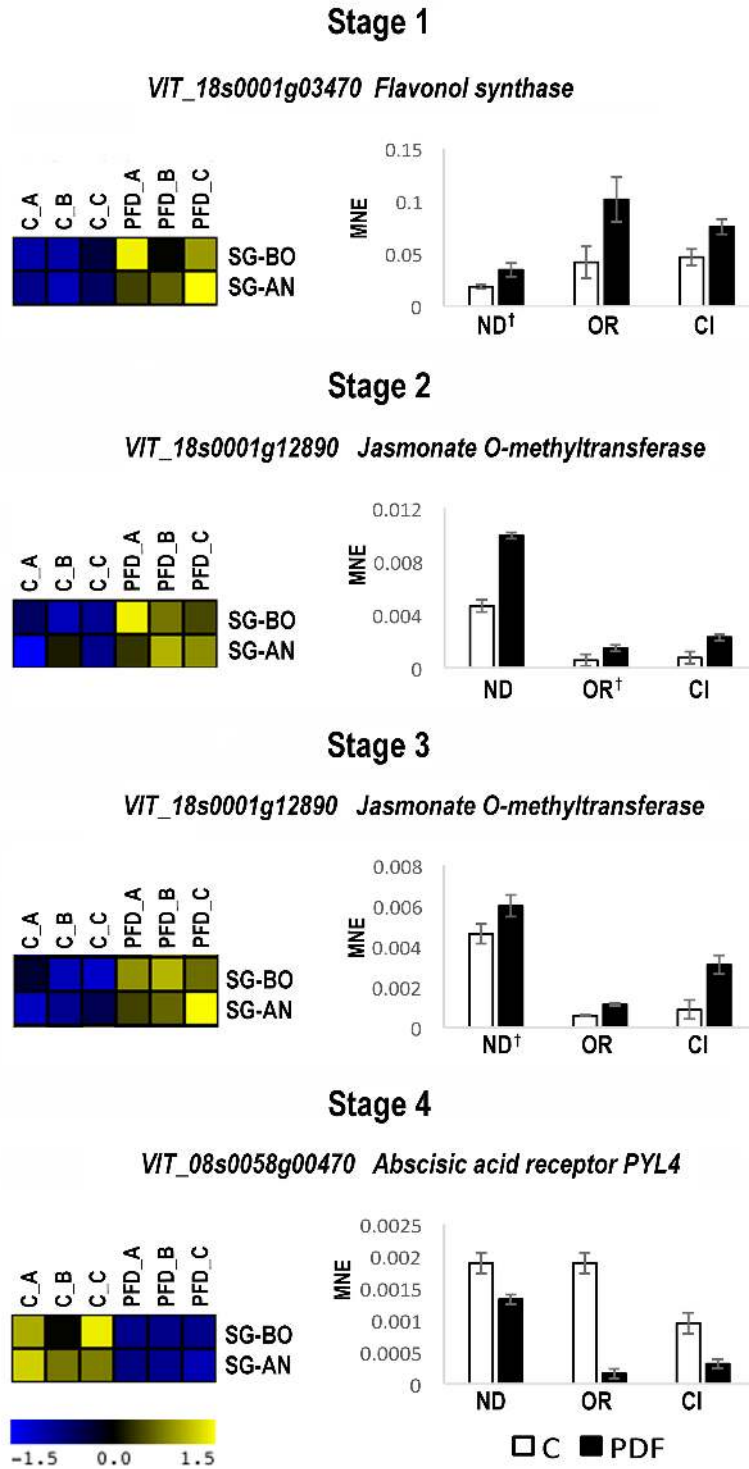 Stage 1
VIT_18s0001g03470 Flavonol synthase
C_A C_B C_C PFD_A PFD_B PFD_C
SG-BO
SG-AN
MNE
0.15
0.1
0.05
0
ND† OR CI
Stage 2
VIT_18s0001g12890 Jasmonate O-methyltransferase
C_A C_B C_C PFD_A PFD_B PFD_C
SG-BO
SG-AN
MNE
0.012
0.008
0.004
0
ND OR† CI
Stage 3
VIT_18s0001g12890 Jasmonate O-methyltransferase
C_A C_B C_C PFD_A PFD_B PFD_C
SG-BO
SG-AN
MNE
0.008
0.006
0.004
0.002
0
ND† OR CI
Stage 4
VIT_08s0058g00470 Abscisic acid receptor PYL4
C_A C_B C_C PFD_A PFD_B PFD_C
SG-BO
SG-AN
MNE
0.0025
0.002
0.0015
0.001
0.0005
0
ND OR CI
-1.5 0.0 1.5
C PDF